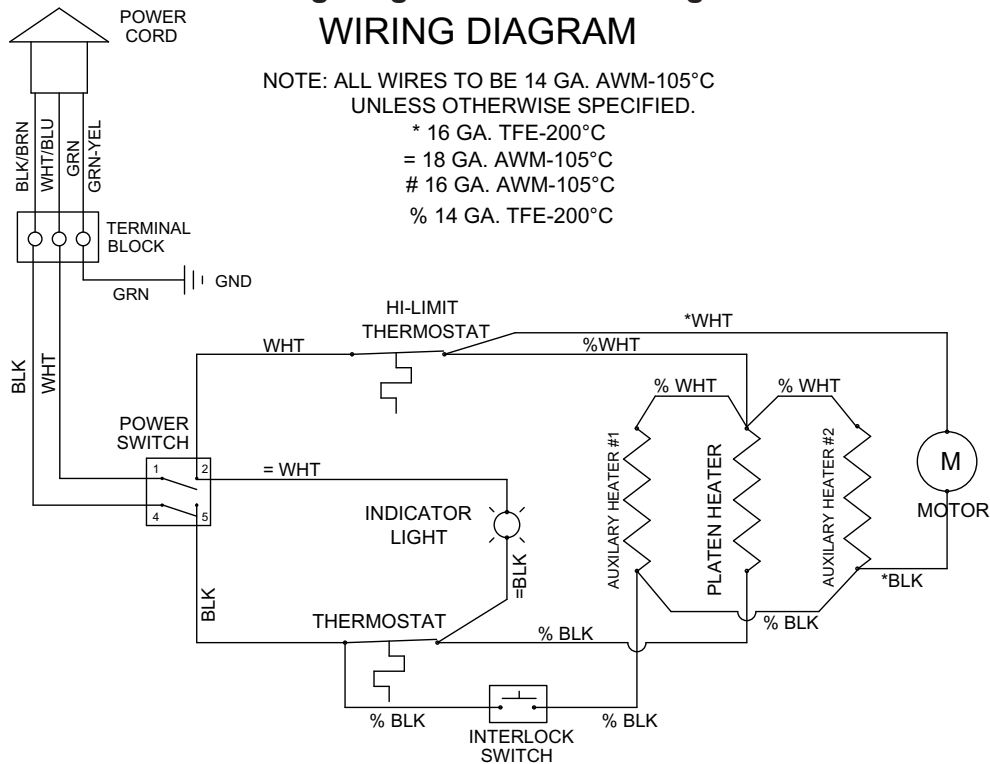 POWER
CORD
WIRING DIAGRAM
NOTE: ALL WIRES TO BE 14 GA. AWM-105°C
UNLESS OTHERWISE SPECIFIED.
* 16 GA. TFE-200°C
= 18 GA. AWM-105°C
# 16 GA. AWM-105°C
% 14 GA. TFE-200°C
BLK/BRN
WHT/BLU
GRN
GRN-YEL
TERMINAL
BLOCK
GRN
GND
BLK
WHT
HI-LIMIT
THERMOSTAT
WHT
*WHT
%WHT
% WHT
% WHT
POWER
SWITCH
1
2
4
5
= WHT
INDICATOR
LIGHT
=BLK
AUXILARY HEATER #1
PLATEN HEATER
AUXILARY HEATER #2
M
MOTOR
*BLK
BLK
THERMOSTAT
% BLK
% BLK
% BLK
% BLK
INTERLOCK
SWITCH